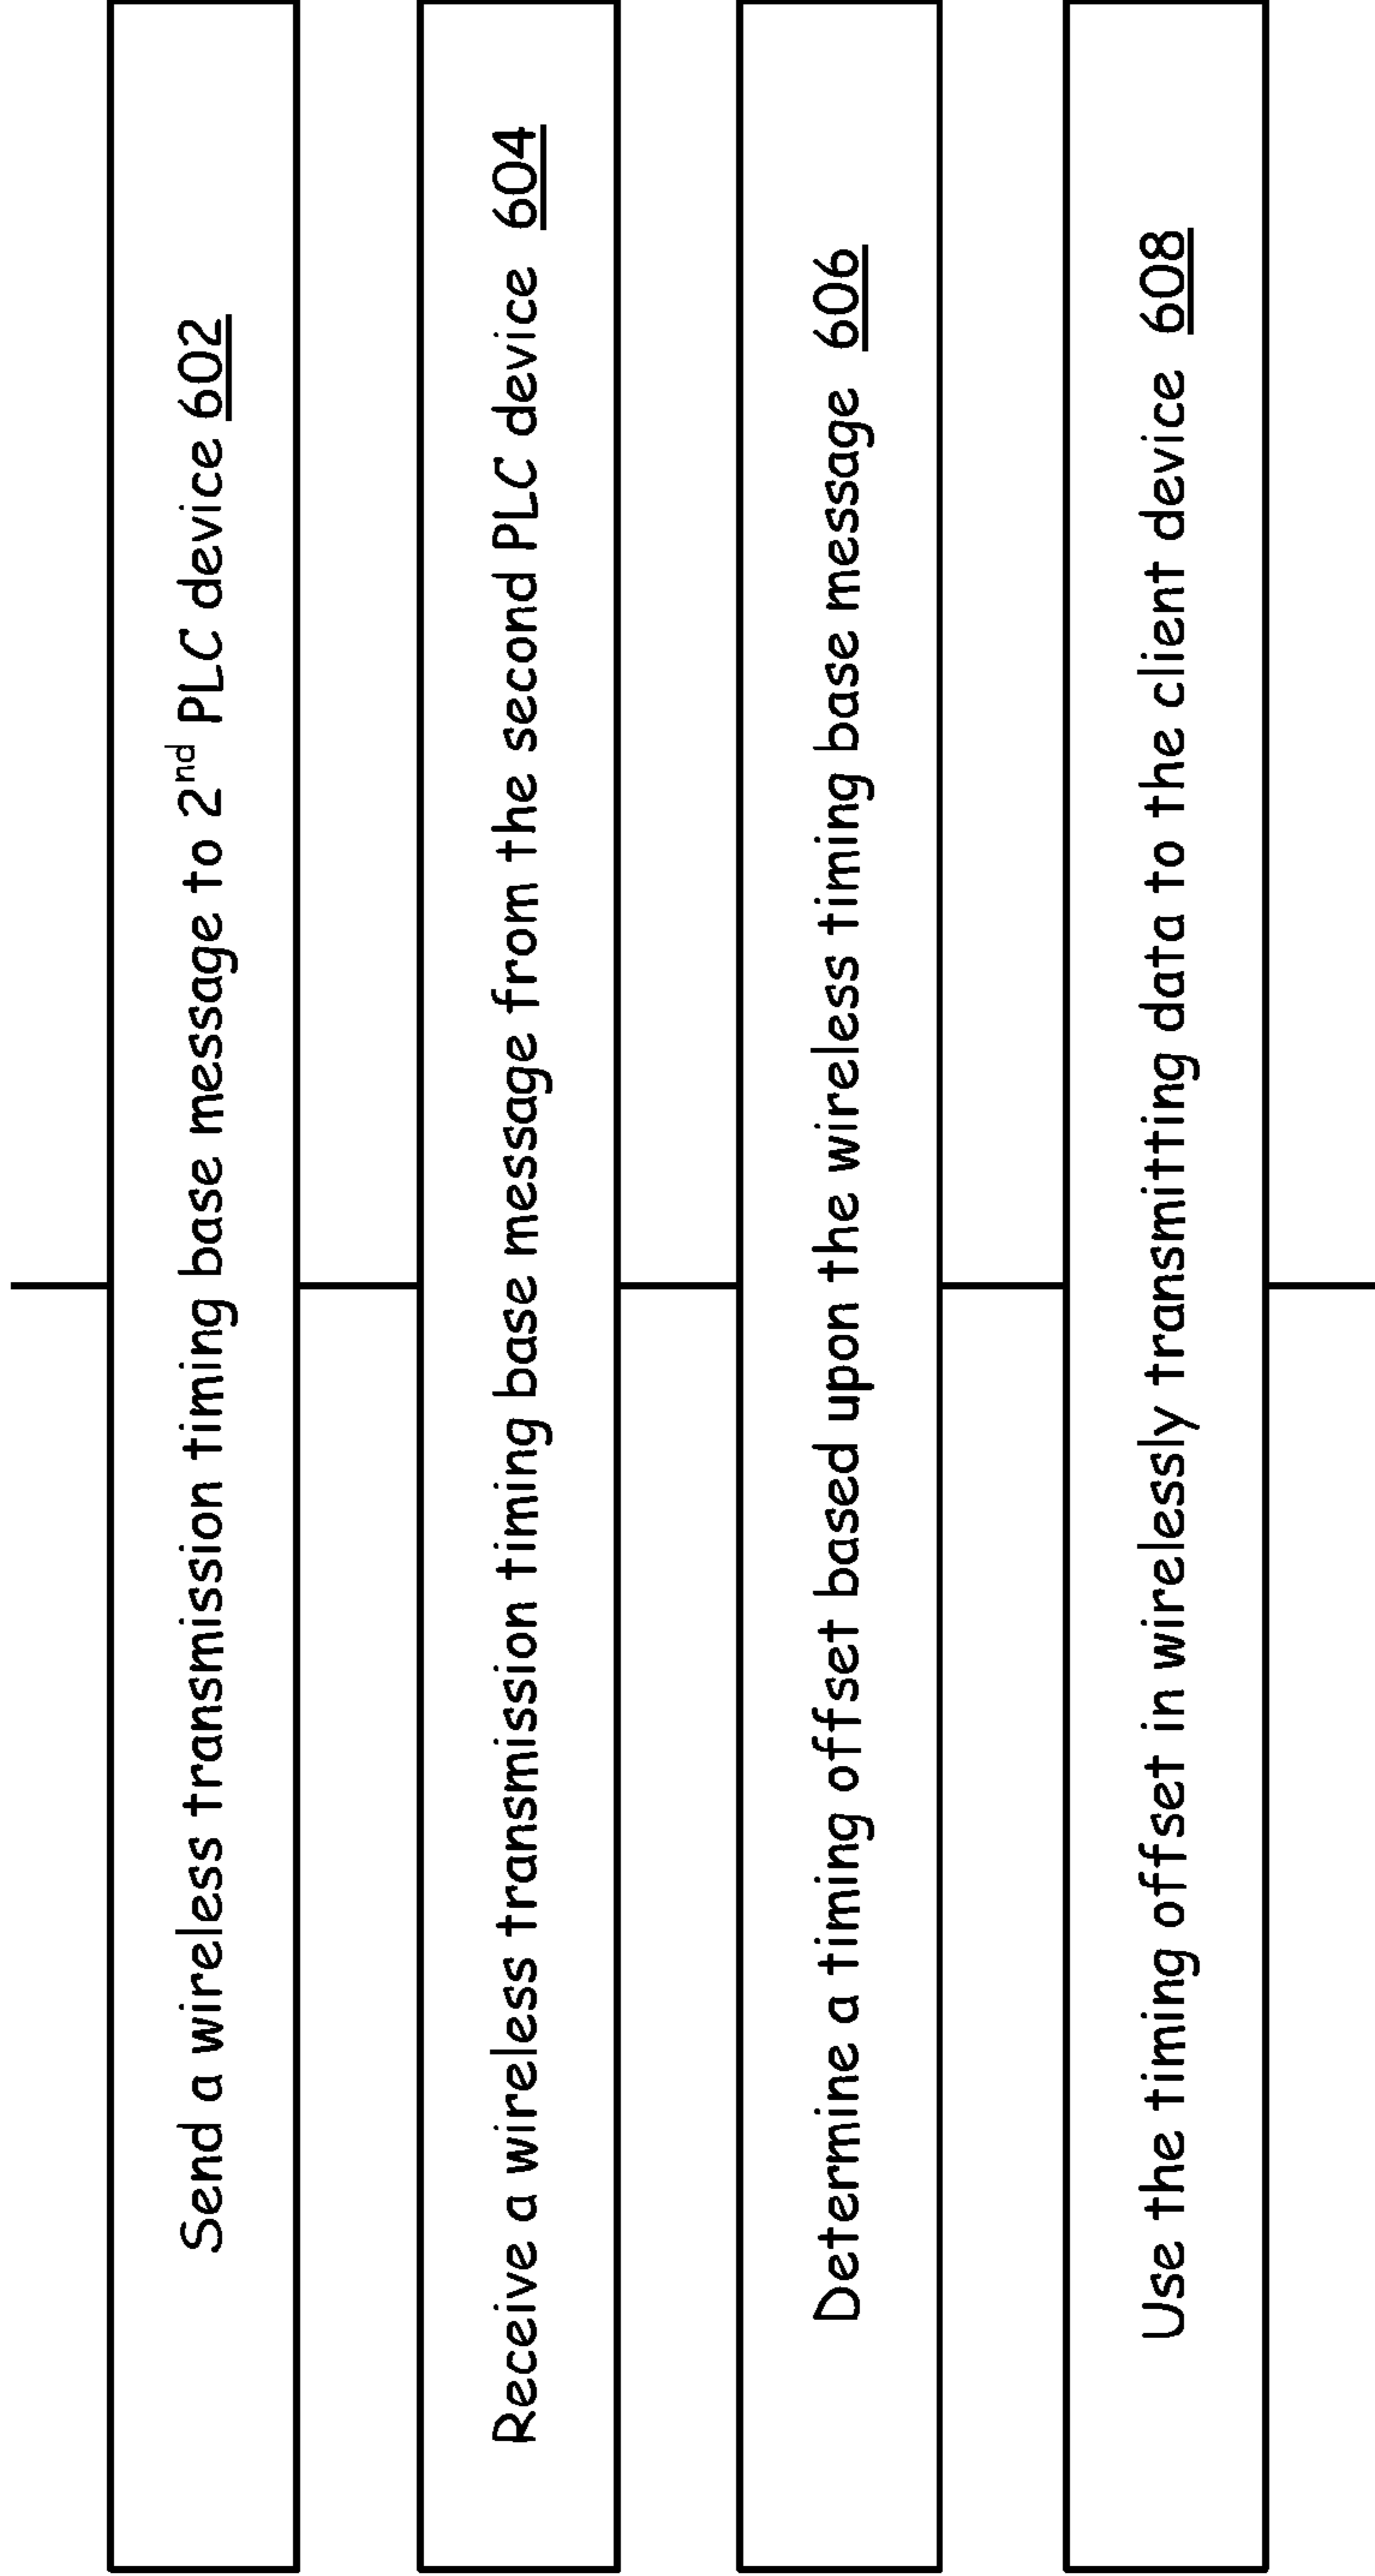 Send a wireless transmission timing base message to 2nd PLC device 602
Receive a wireless transmission timing base message from the second PLC device 604
Determine a timing offset based upon the wireless timing base message 606
Use the timing offset in wirelessly transmitting data to the client device 608